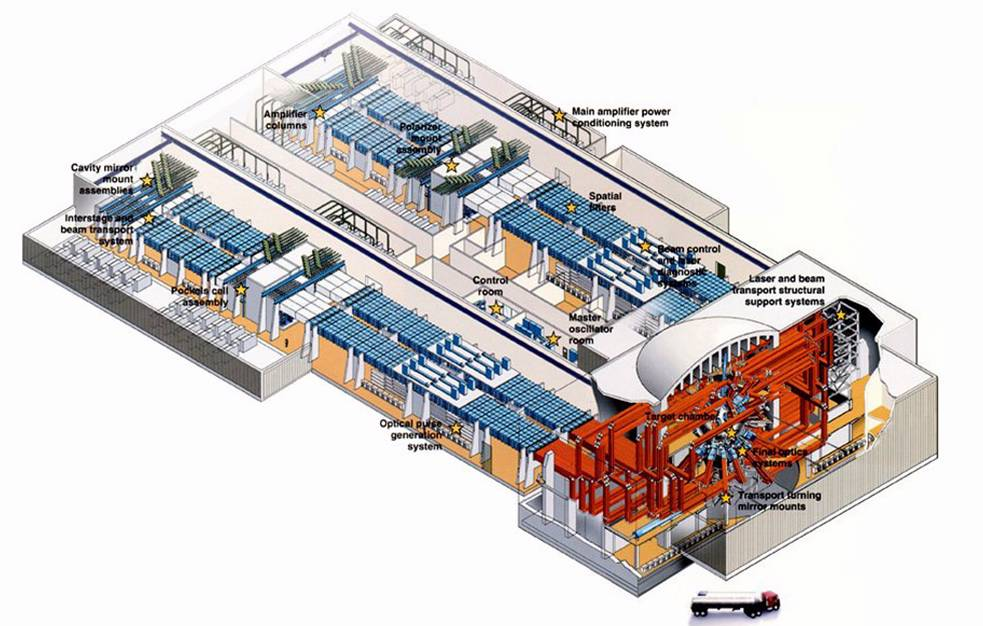 Main amplifier power
conditioning system
Amplifier
columns
Polarizer
mount
assembly
Cavity mirror
mount
assemblies
Interstage and
beam transport
system
Spatial
filters
Beam control
and laser
diagnostic
systems
Pockels cell
assembly
Control
room
Laser and beam
transport structural
support systems
Master
oscillator
room
Target chamber
Optical pulse
generation
system
Final optics
systems
Transport turning
mirror mounts